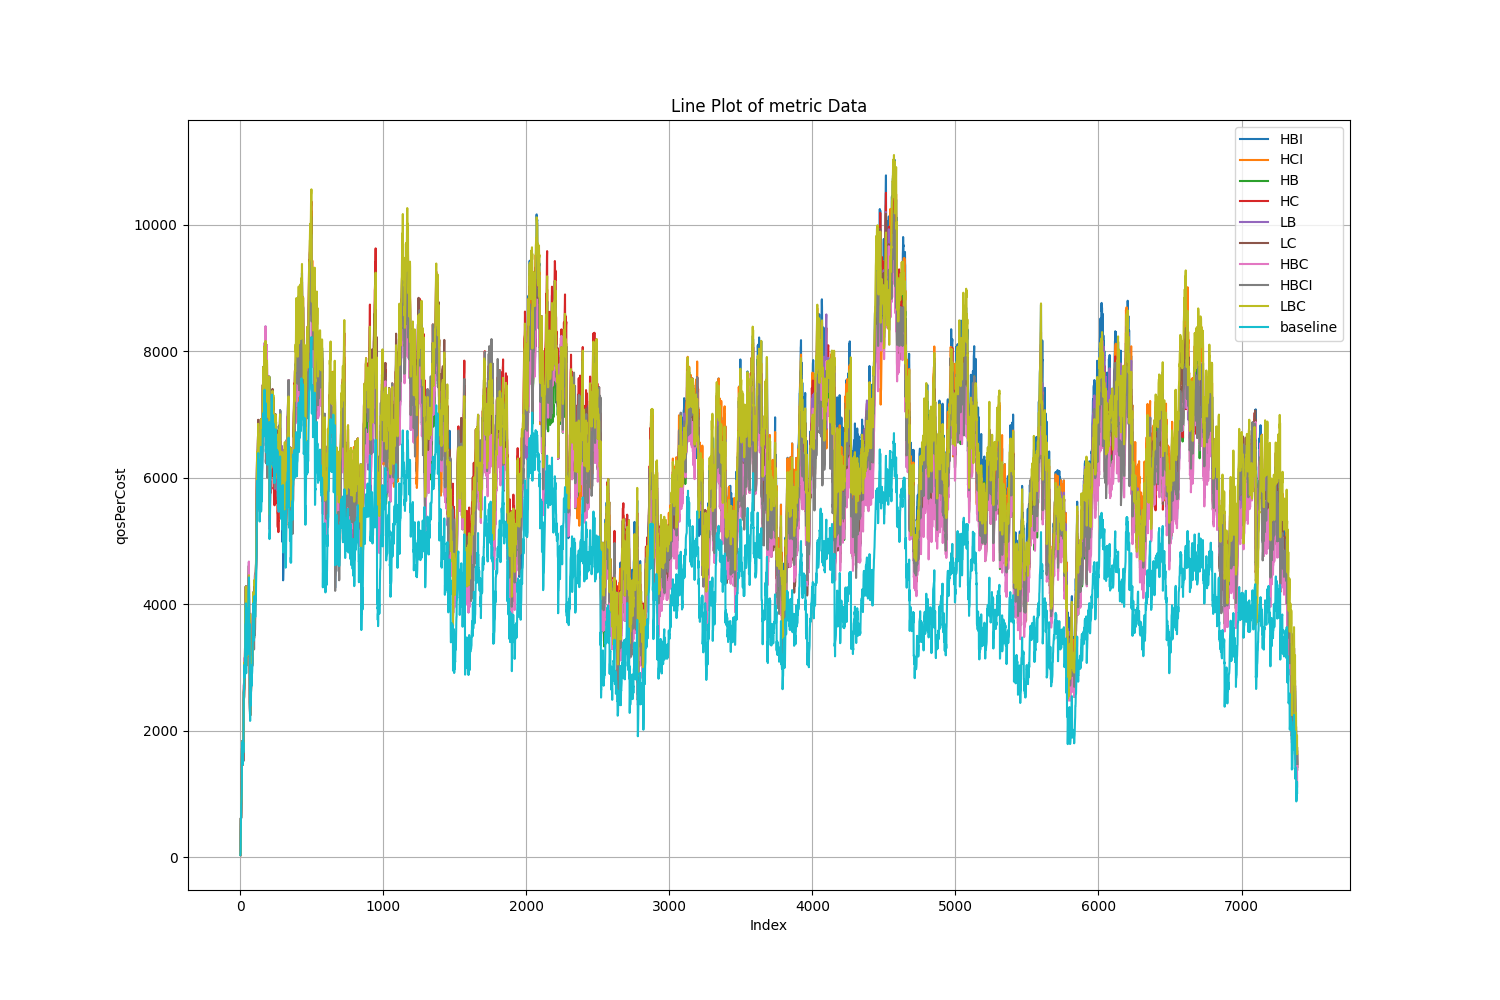 Line Plot of metric Data
HBI
HCI
HB
HC
LB
LC
HBC
HBCI
LBC
baseline
qosPerCost
10000
8000
6000
4000
2000
0
0 1000 2000 3000 4000 5000 6000 7000
Index